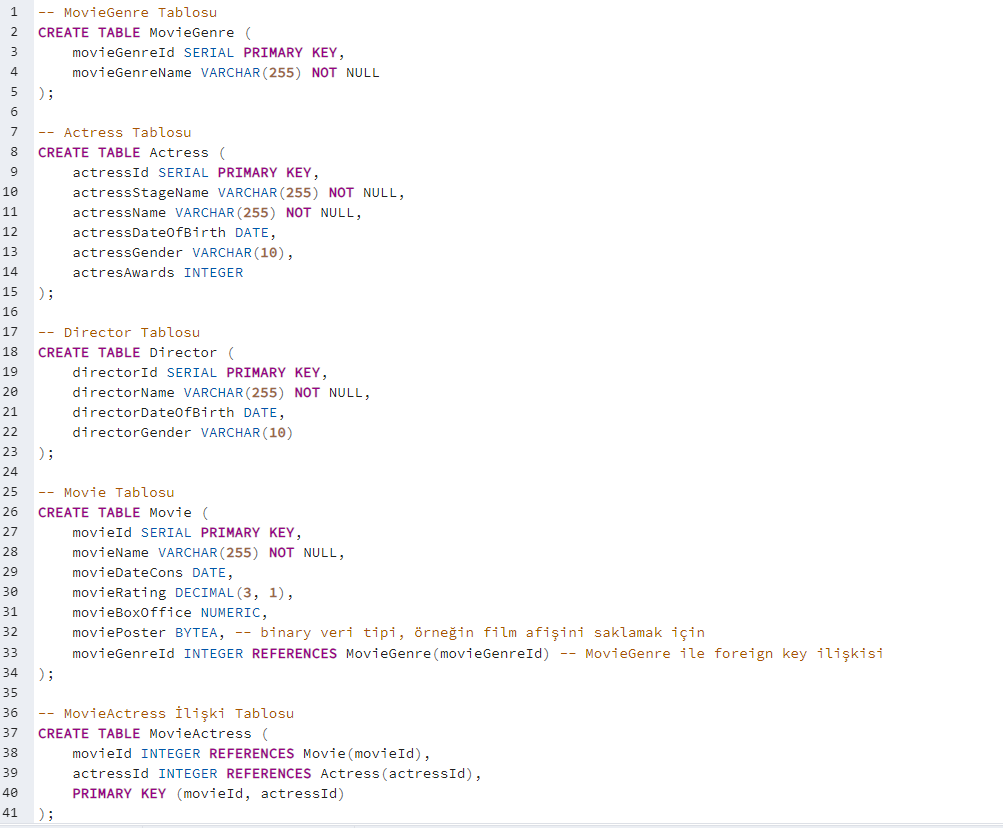 1 -- MovieGenre Tablosu
2 CREATE TABLE MovieGenre (
3     movieGenreId SERIAL PRIMARY KEY,
4     movieGenreName VARCHAR(255) NOT NULL
5 );
6
7 -- Actress Tablosu
8 CREATE TABLE Actress (
9     actressId SERIAL PRIMARY KEY,
10     actressStageName VARCHAR(255) NOT NULL,
11     actressName VARCHAR(255) NOT NULL,
12     actressDateOfBirth DATE,
13     actressGender VARCHAR(10),
14     actresAwards INTEGER
15 );
16
17 -- Director Tablosu
18 CREATE TABLE Director (
19     directorId SERIAL PRIMARY KEY,
20     directorName VARCHAR(255) NOT NULL,
21     directorDateOfBirth DATE,
22     directorGender VARCHAR(10)
23 );
24
25 -- Movie Tablosu
26 CREATE TABLE Movie (
27     movieId SERIAL PRIMARY KEY,
28     movieName VARCHAR(255) NOT NULL,
29     movieDateCons DATE,
30     movieRating DECIMAL(3, 1),
31     movieBoxOffice NUMERIC,
32     moviePoster BYTEA, -- binary veri tipi, örneğin film afişini saklamak için
33     movieGenreId INTEGER REFERENCES MovieGenre(movieGenreId) -- MovieGenre ile foreign key ilişkisi
34 );
35
36 -- MovieActress İlişki Tablosu
37 CREATE TABLE MovieActress (
38     movieId INTEGER REFERENCES Movie(movieId),
39     actressId INTEGER REFERENCES Actress(actressId),
40     PRIMARY KEY (movieId, actressId)
41 );